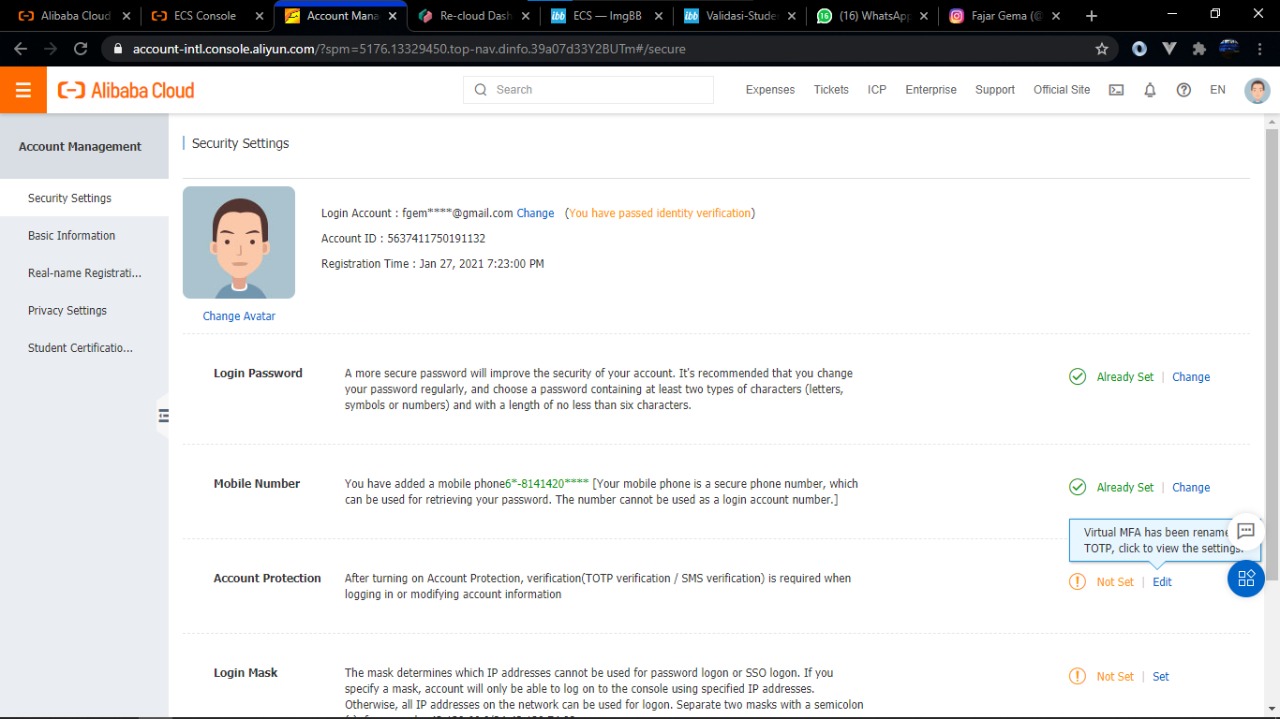 Alibaba Cloud
ECS Console
Account Mana
Re-cloud Dash
ECS — ImgBB
Validasi-Stude
(16) WhatsApp
Fajar Gema (@
account-intl.console.aliyun.com/?spm=5176.13329450.top-nav.dinfo.39a07d33Y2BUTm#/secure
Alibaba Cloud
Search
Expenses
Tickets
ICP
Enterprise
Support
Official Site
EN
Account Management
Security Settings
Basic Information
Real-name Registrati...
Privacy Settings
Student Certificatio...
Security Settings
Login Account : fgem****@gmail.com Change (You have passed identity verification)
Account ID : 5637411750191132
Registration Time : Jan 27, 2021 7:23:00 PM
Change Avatar
Login Password
A more secure password will improve the security of your account. It's recommended that you change
your password regularly, and choose a password containing at least two types of characters (letters,
symbols or numbers) and with a length of no less than six characters.
Already Set | Change
Mobile Number
You have added a mobile phone6*-8141420**** [Your mobile phone is a secure phone number, which
can be used for retrieving your password. The number cannot be used as a login account number.]
Already Set | Change
Virtual MFA has been rename
TOTP, click to view the settings.
Account Protection
After turning on Account Protection, verification(TOTP verification / SMS verification) is required when
logging in or modifying account information
Not Set | Edit
Login Mask
The mask determines which IP addresses cannot be used for password logon or SSO logon. If you
specify a mask, account will only be able to log on to the console using specified IP addresses.
Otherwise, all IP addresses on the network can be used for logon. Separate two masks with a semicolon
Not Set | Set